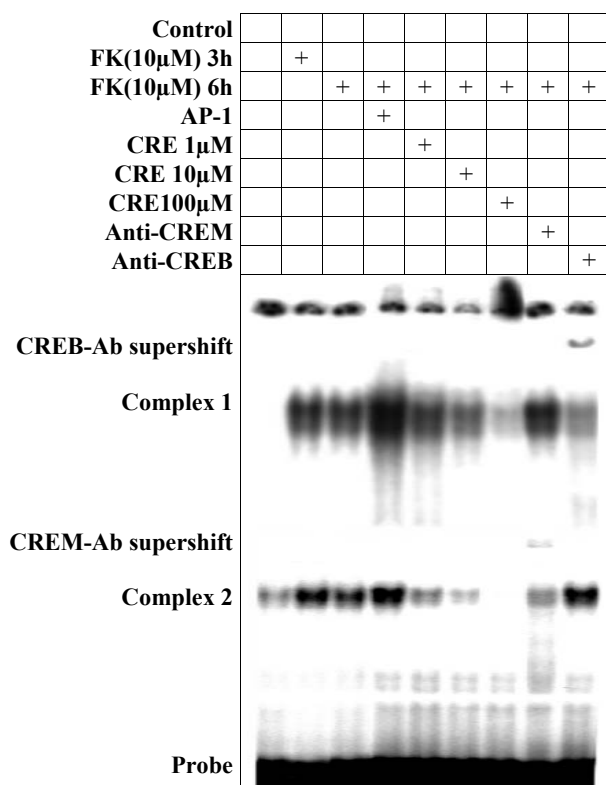 Control
FK(10µM) 3h +
FK(10µM) 6h + + + + + + +
AP-1 +
CRE 1µM +
CRE 10µM +
CRE100µM +
Anti-CREM +
Anti-CREB +
CREB-Ab supershift
Complex 1
CREM-Ab supershift
Complex 2
Probe